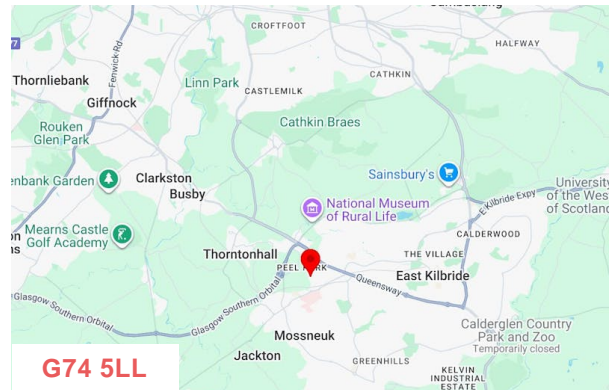 CROFTFOOT
HALFWAY
Fenwick Rd
Thornliebank
Linn Park
CATHKIN
CASTLEMILK
Giffnock
Cathkin Braes
Rouken
Glen Park
Sainsbury's
Clarkston
Busby
National Museum
of Rural Life
University
of the West
of Scotland
E Kilbride Expy
Mearns Castle
Golf Academy
CALDERWOOD
Thorntonhall
THE VILLAGE
East Kilbride
Queensway
Glasgow Southern Orbital
Glasgow Southern Orbital
Mossneuk
Calderglen Country
Park and Zoo
Temporarily closed
Jackton
GREENHILLS
KELVIN
INDUSTRIAL
ESTATE
G74 5LL